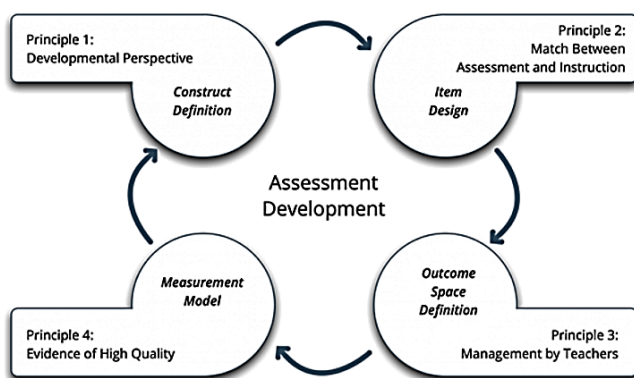 Principle 1:
Developmental Perspective
Construct
Definition
Principle 2:
Match Between
Assessment and Instruction
Item
Design
Assessment
Development
Measurement
Model
Principle 4:
Evidence of High Quality
Outcome
Space
Definition
Principle 3:
Management by Teachers